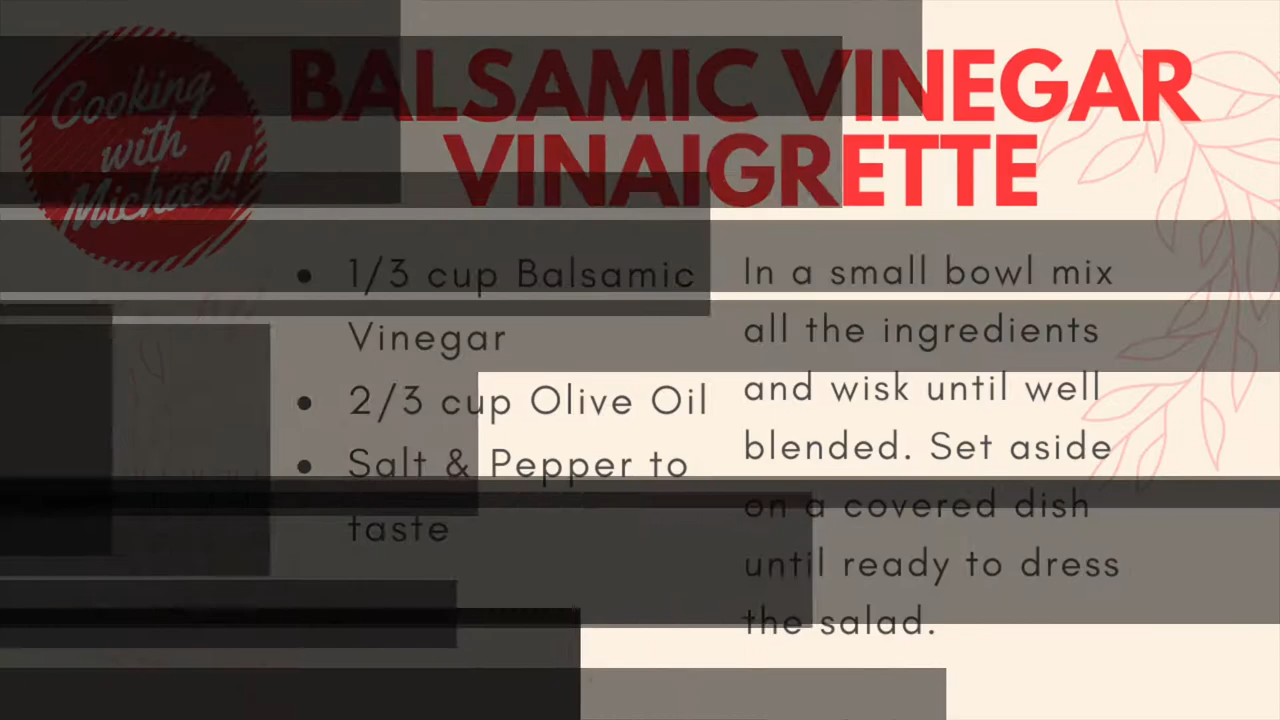 Cooking
with
Michael!
BALSAMIC VINEGAR
VINAIGRETTE
• 1/3 cup Balsamic
Vinegar
• 2/3 cup Olive Oil
• Salt & Pepper to
taste
In a small bowl mix
all the ingredients
and wisk until well
blended. Set aside
on a covered dish
until ready to dress
the salad.